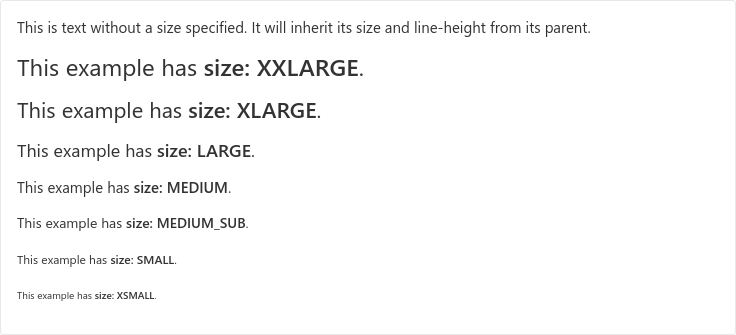 This is text without a size specified. It will inherit its size and line-height from its parent.
This example has size: XXLARGE.
This example has size: XLARGE.
This example has size: LARGE.
This example has size: MEDIUM.
This example has size: MEDIUM_SUB.
This example has size: SMALL.
This example has size: XSMALL.